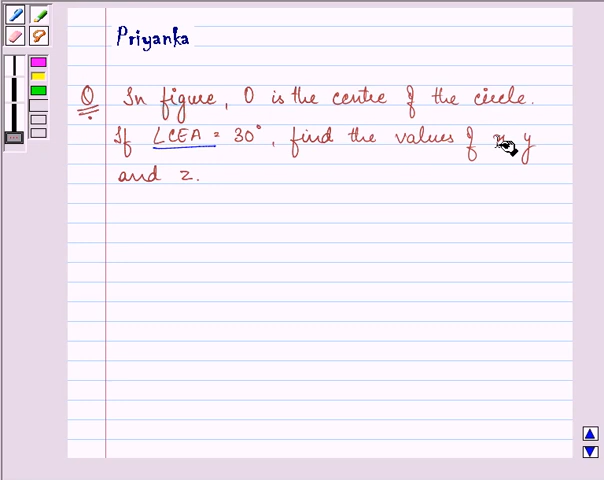 Priyanka
Q In figure, O is the centre of the circle.
If ∠CEA = 30°, find the values of x, y
and z.